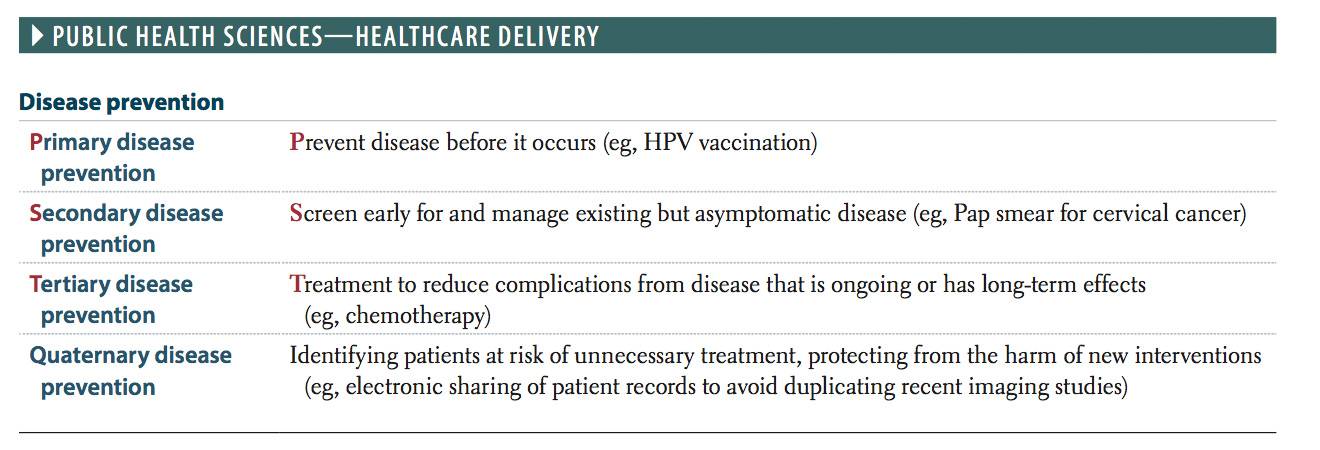 PUBLIC HEALTH SCIENCES—HEALTHCARE DELIVERY
Disease prevention
Primary disease prevention
Prevent disease before it occurs (eg, HPV vaccination)
Secondary disease prevention
Screen early for and manage existing but asymptomatic disease (eg, Pap smear for cervical cancer)
Tertiary disease prevention
Treatment to reduce complications from disease that is ongoing or has long-term effects
(eg, chemotherapy)
Quaternary disease prevention
Identifying patients at risk of unnecessary treatment, protecting from the harm of new interventions
(eg, electronic sharing of patient records to avoid duplicating recent imaging studies)